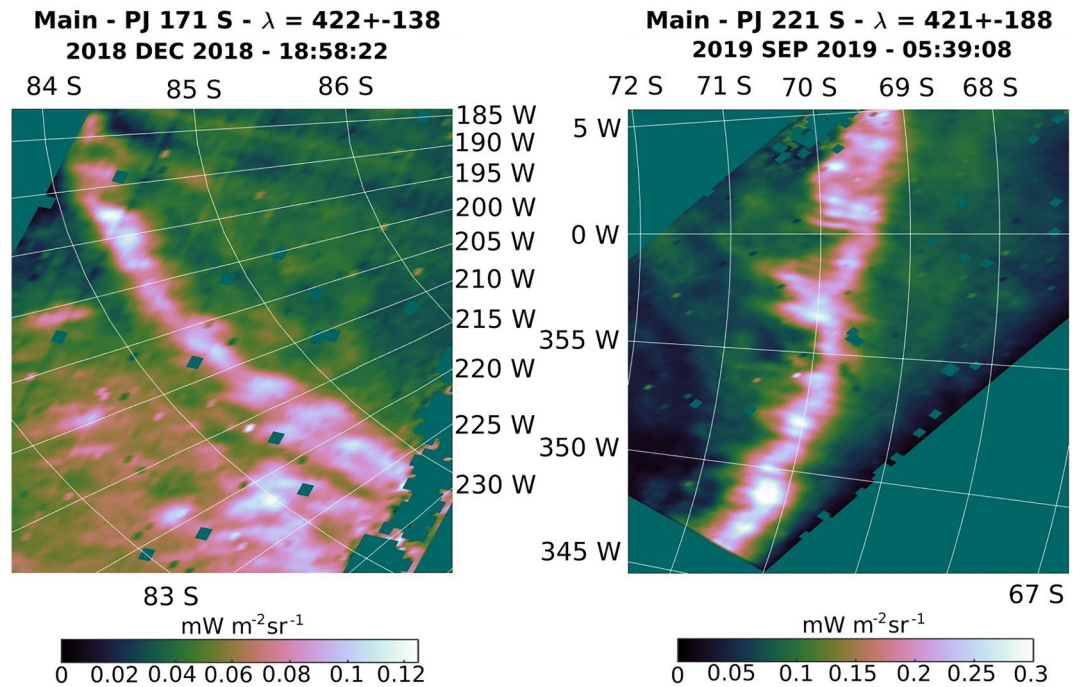 Main - PJ 171 S - λ = 422+-138
2018 DEC 2018 - 18:58:22
84 S 85 S 86 S
185 W
190 W
195 W
200 W
205 W
210 W
215 W
220 W
225 W
230 W
83 S
mW m⁻²sr⁻¹
0 0.02 0.04 0.06 0.08 0.1 0.12
Main - PJ 221 S - λ = 421+-188
2019 SEP 2019 - 05:39:08
72 S 71 S 70 S 69 S 68 S
5 W
0 W
355 W
350 W
345 W
67 S
mW m⁻²sr⁻¹
0 0.05 0.1 0.15 0.2 0.25 0.3